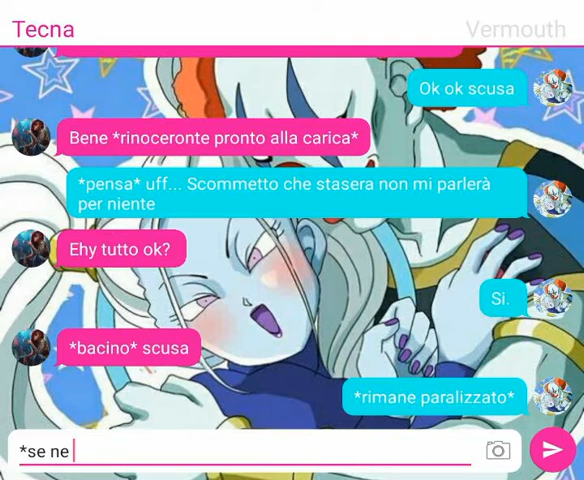 Tecna
Vermouth
Ok ok scusa
Bene *rinoceronte pronto alla carica*
*pensa* uff... Scommetto che stasera non mi parlerà
per niente
Ehy tutto ok?
Si.
*bacino* scusa
*rimane paralizzato*
*se ne